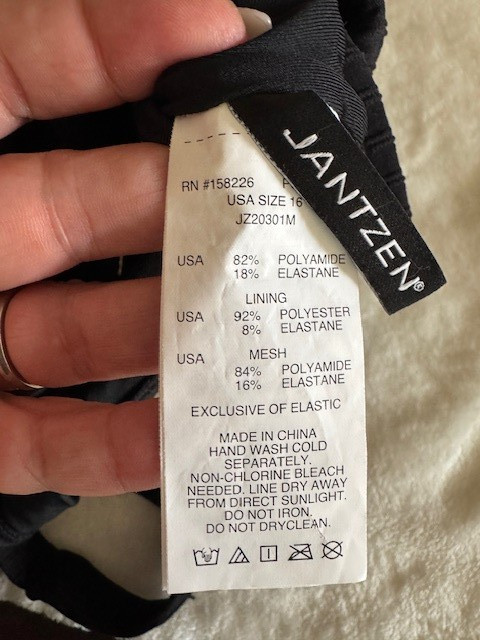 JANTZEN®
RN #158226
USA SIZE 16
JZ20301M
USA 82% POLYAMIDE
18% ELASTANE
LINING
USA 92% POLYESTER
8% ELASTANE
USA MESH
84% POLYAMIDE
16% ELASTANE
EXCLUSIVE OF ELASTIC
MADE IN CHINA
HAND WASH COLD
SEPARATELY.
NON-CHLORINE BLEACH
NEEDED. LINE DRY AWAY
FROM DIRECT SUNLIGHT.
DO NOT IRON.
DO NOT DRYCLEAN.